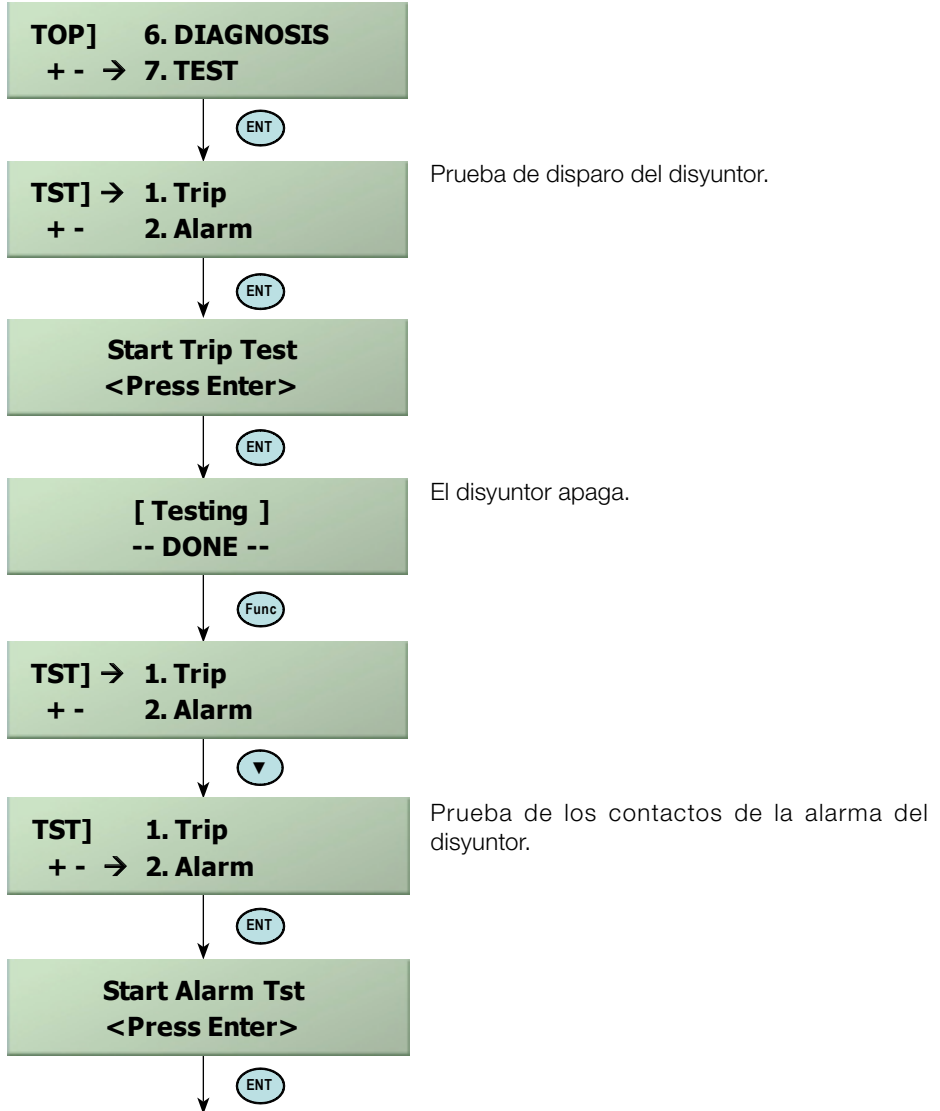 TOP] 6. DIAGNOSIS
+ - → 7. TEST
ENT
TST] → 1. Trip
+ - 2. Alarm
Prueba de disparo del disyuntor.
ENT
Start Trip Test
<Press Enter>
ENT
[ Testing ]
-- DONE --
El disyuntor apaga.
Func
TST] → 1. Trip
+ - 2. Alarm
▼
TST] 1. Trip
+ - → 2. Alarm
Prueba de los contactos de la alarma del
disyuntor.
ENT
Start Alarm Tst
<Press Enter>
ENT